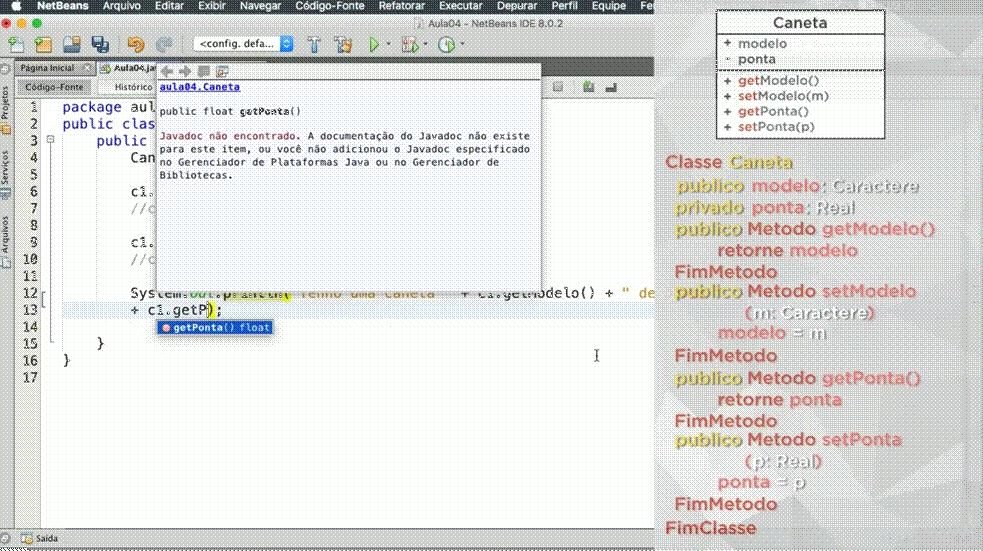 NetBeans Arquivo Editar Exibir Navegar Código-Fonte Refatorar Executar Depurar Perfil Equipe
Aula04 - NetBeans IDE 8.0.2
<config. defa...
Página Inicial
Aula04.ja
Código-Fonte Histórico
Projetos
Serviços
Arquivos
aula04.Caneta
public float getPonta()
Javadoc não encontrado. A documentação do Javadoc não existe
para este item, ou você não adicionou o Javadoc especificado
no Gerenciador de Plataformas Java ou no Gerenciador de
Bibliotecas.
1 package aul
2 public clas
3 public
4 Can
5
6 c1.
7 //c
8
9 c1.
10 //c
11
12 System.out.println("Tenho uma caneta " + c1.getModelo() + " de
13 + c1.getP);
getPonta() float
14
15 }
16 }
17
Saída
Caneta
+ modelo
- ponta
+ getModelo()
+ setModelo(m)
+ getPonta()
+ setPonta(p)
Classe Caneta
publico modelo: Caractere
privado ponta: Real
publico Metodo getModelo()
retorne modelo
FimMetodo
publico Metodo setModelo
(m: Caractere)
modelo = m
FimMetodo
publico Metodo getPonta()
retorne ponta
FimMetodo
publico Metodo setPonta
(p: Real)
ponta = p
FimMetodo
FimClasse